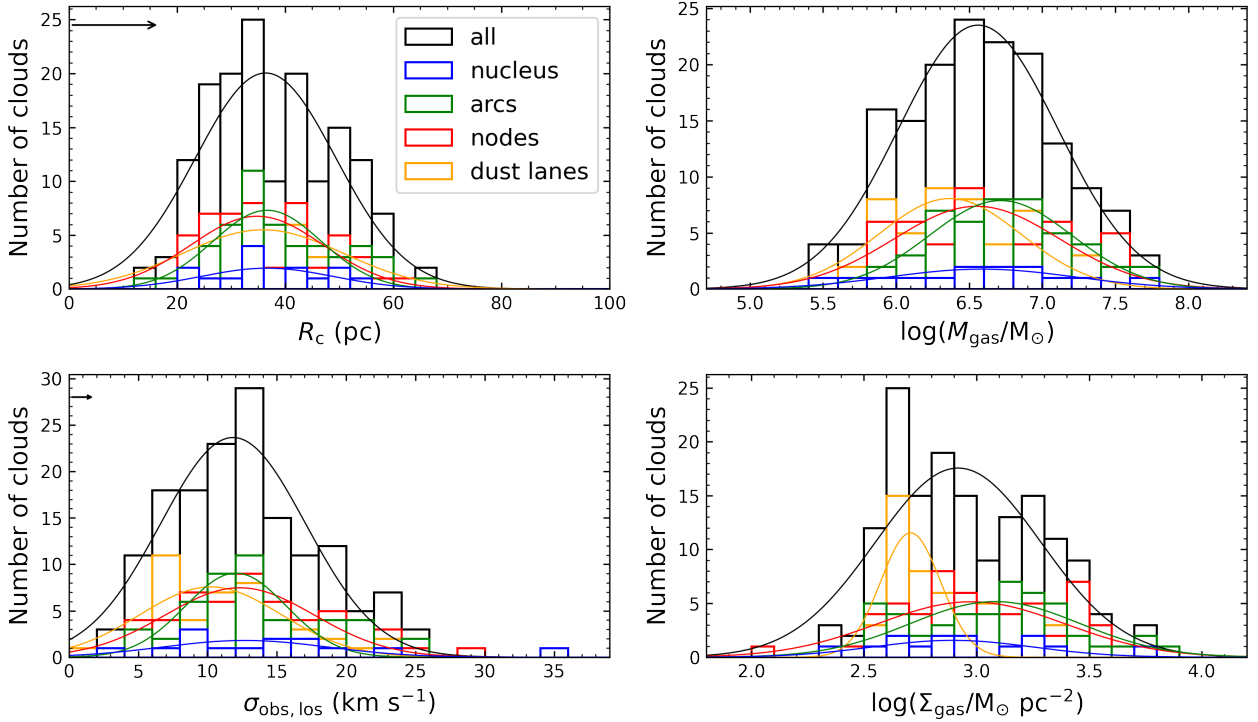 Number of clouds
25
20
15
10
5
0
0 20 40 60 80 100
R_c (pc)
all
nucleus
arcs
nodes
dust lanes
Number of clouds
25
20
15
10
5
0
5.0 5.5 6.0 6.5 7.0 7.5 8.0
log(M_gas/M_⊙)
Number of clouds
30
25
20
15
10
5
0
0 5 10 15 20 25 30 35
σ_obs, los (km s⁻¹)
Number of clouds
25
20
15
10
5
0
2.0 2.5 3.0 3.5 4.0
log(Σ_gas/M_⊙ pc⁻²)